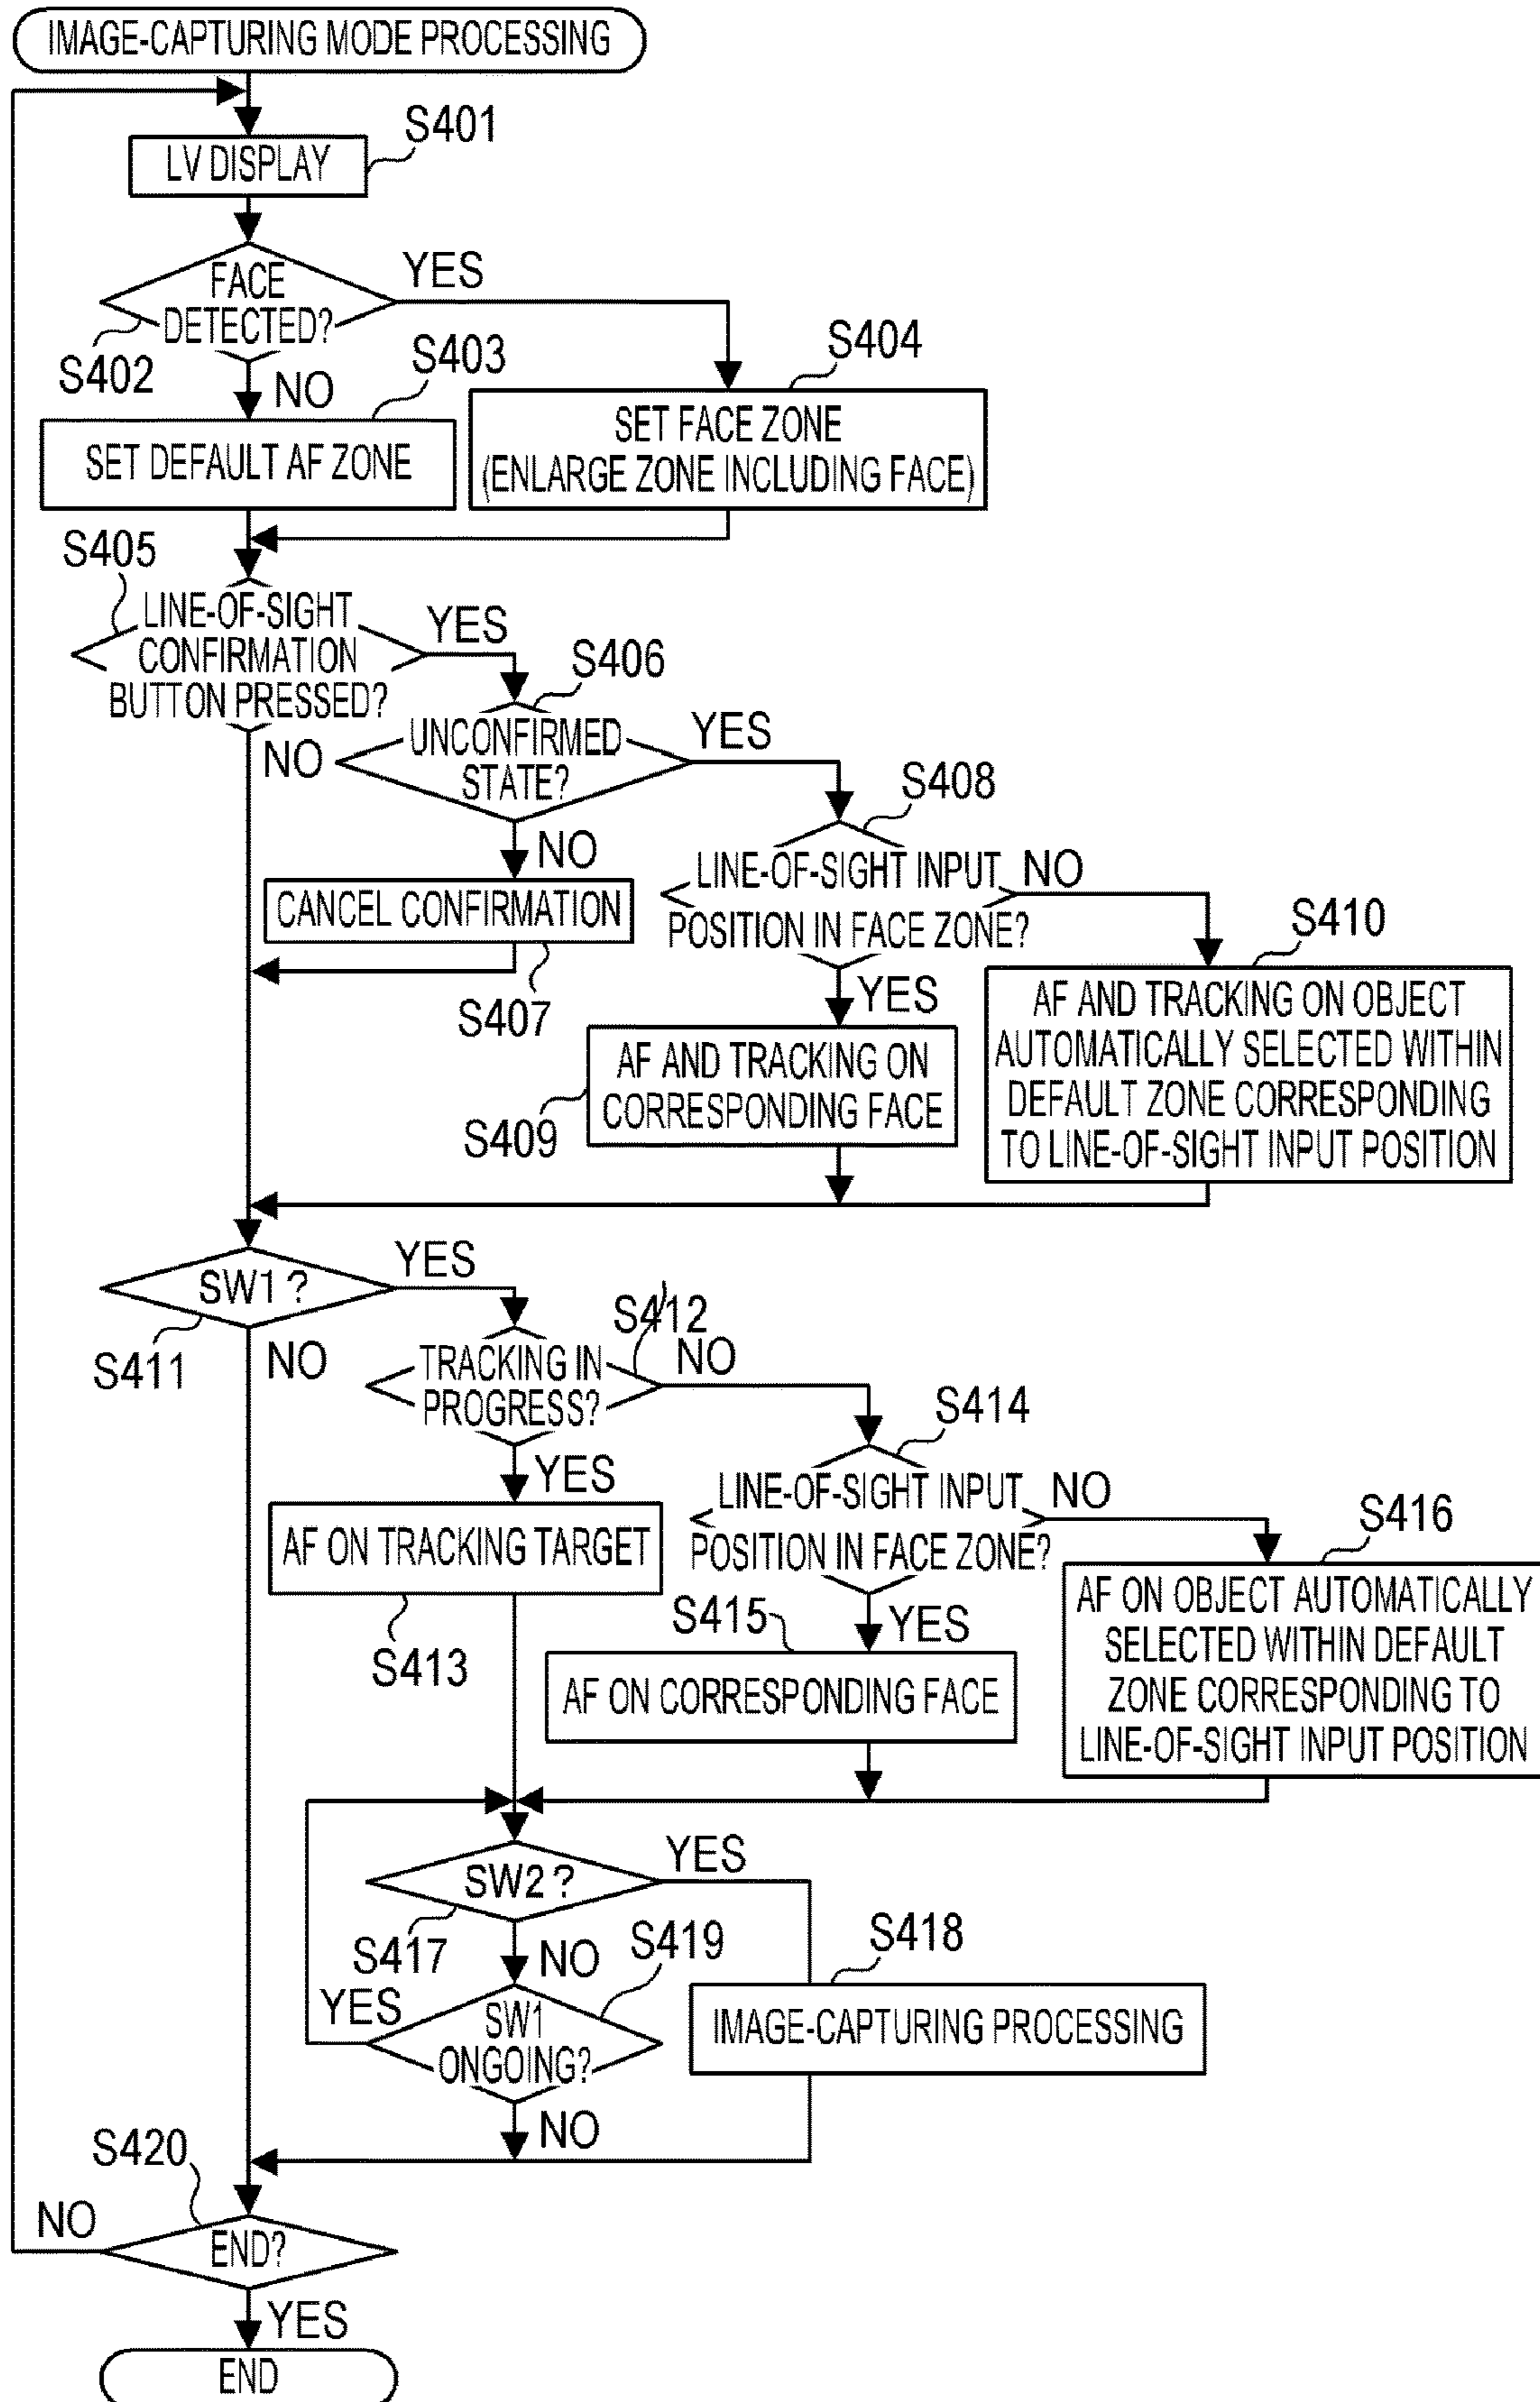 IMAGE-CAPTURING MODE PROCESSING
S401
LV DISPLAY
FACE
DETECTED?
YES
S402
NO
S403
SET DEFAULT AF ZONE
S404
SET FACE ZONE
(ENLARGE ZONE INCLUDING FACE)
S405
LINE-OF-SIGHT
CONFIRMATION
BUTTON PRESSED?
YES
NO
S406
UNCONFIRMED
STATE?
YES
NO
CANCEL CONFIRMATION
S407
S408
LINE-OF-SIGHT INPUT
POSITION IN FACE ZONE?
NO
YES
AF AND TRACKING ON
CORRESPONDING FACE
S409
S410
AF AND TRACKING ON OBJECT
AUTOMATICALLY SELECTED WITHIN
DEFAULT ZONE CORRESPONDING
TO LINE-OF-SIGHT INPUT POSITION
SW1 ?
YES
S411
NO
S412
TRACKING IN
PROGRESS?
NO
YES
AF ON TRACKING TARGET
S413
S414
LINE-OF-SIGHT INPUT
POSITION IN FACE ZONE?
NO
YES
S415
AF ON CORRESPONDING FACE
S416
AF ON OBJECT AUTOMATICALLY
SELECTED WITHIN DEFAULT
ZONE CORRESPONDING TO
LINE-OF-SIGHT INPUT POSITION
SW2 ?
YES
S417
NO
S419
YES
SW1
ONGOING?
NO
S418
IMAGE-CAPTURING PROCESSING
S420
NO
END?
YES
END